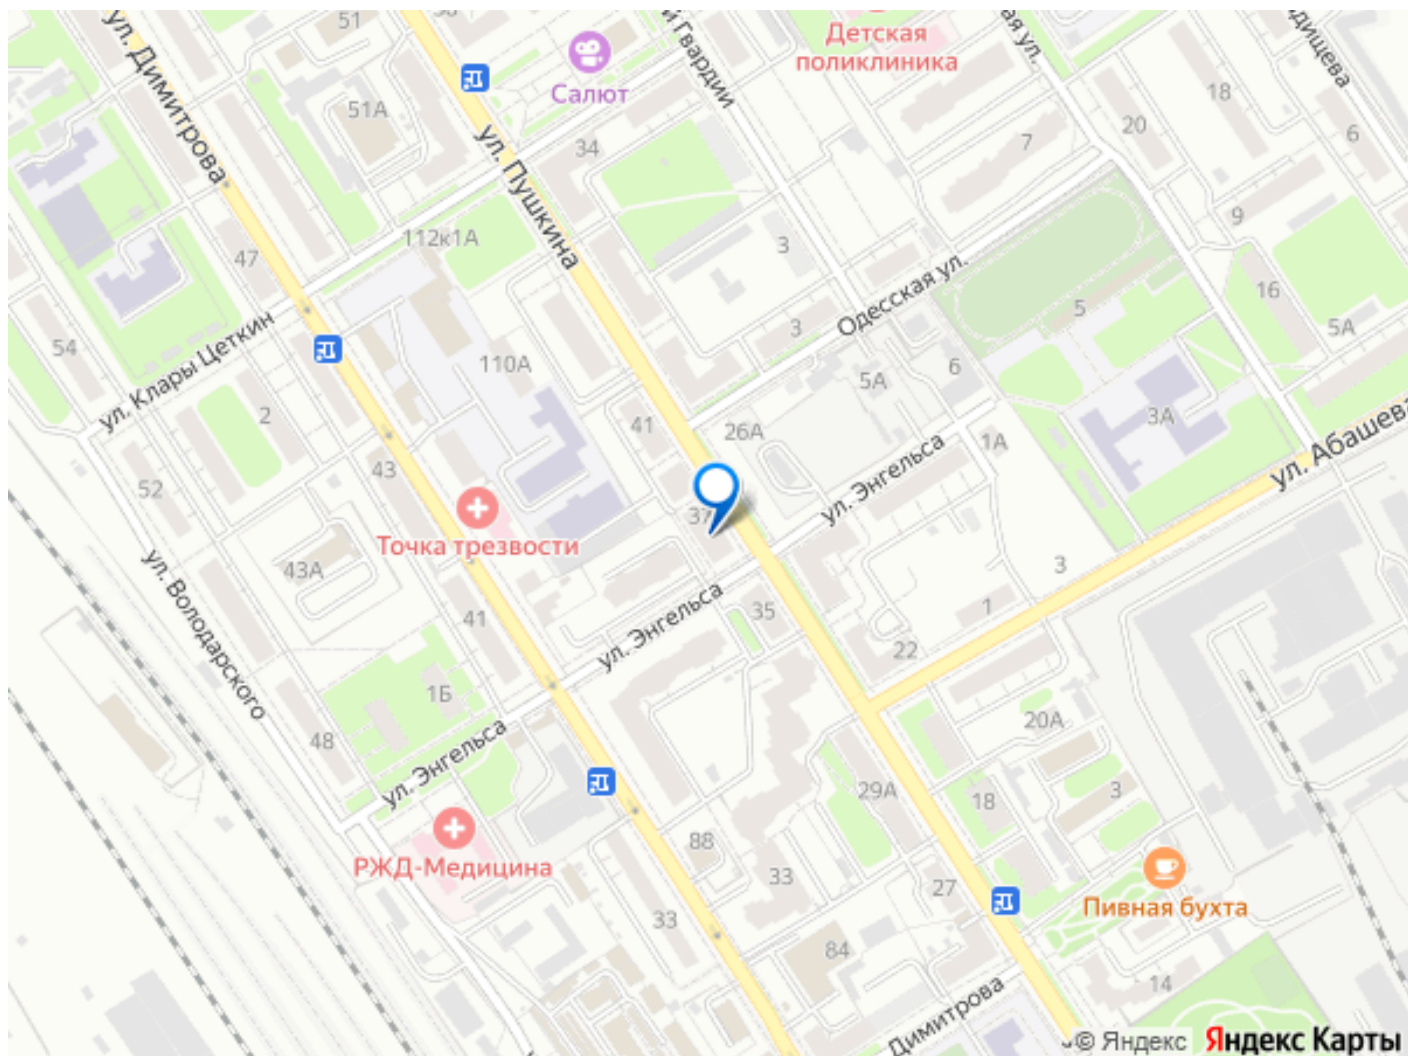 51
ул. Димитрова
51А
Салют
и Гвардии
Детская
поликлиника
ая ул.
дищева
18
20
6
7
34
ул. Пушкина
9
47
112к1А
3
Одесская ул.
16
5А
5
54
ул. Клары Цеткин
110А
3
5А
6
2
41
26А
1А
3А
ул. Абашева
43
52
ул. Энгельса
37
Точка трезвости
43А
ул. Володарского
41
ул. Энгельса
35
3
1
22
1Б
48
ул. Энгельса
20А
29А
18
3
88
РЖД-Медицина
33
27
Пивная бухта
33
84
Димитрова
14
© Яндекс Яндекс Карты